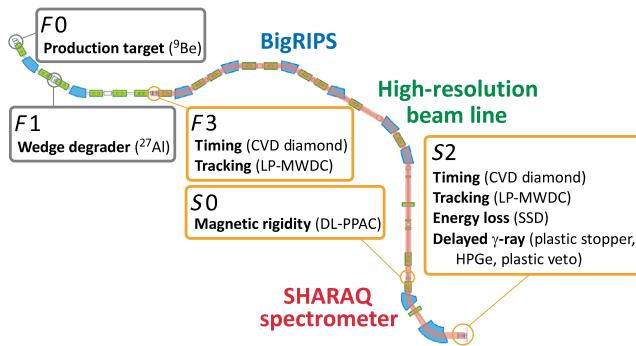 F0
Production target (⁹Be)
BigRIPS
High-resolution
beam line
F1
Wedge degrader (²⁷Al)
F3
Timing (CVD diamond)
Tracking (LP-MWDC)
S2
Timing (CVD diamond)
Tracking (LP-MWDC)
Energy loss (SSD)
Delayed γ-ray (plastic stopper,
HPGe, plastic veto)
S0
Magnetic rigidity (DL-PPAC)
SHARAQ
spectrometer